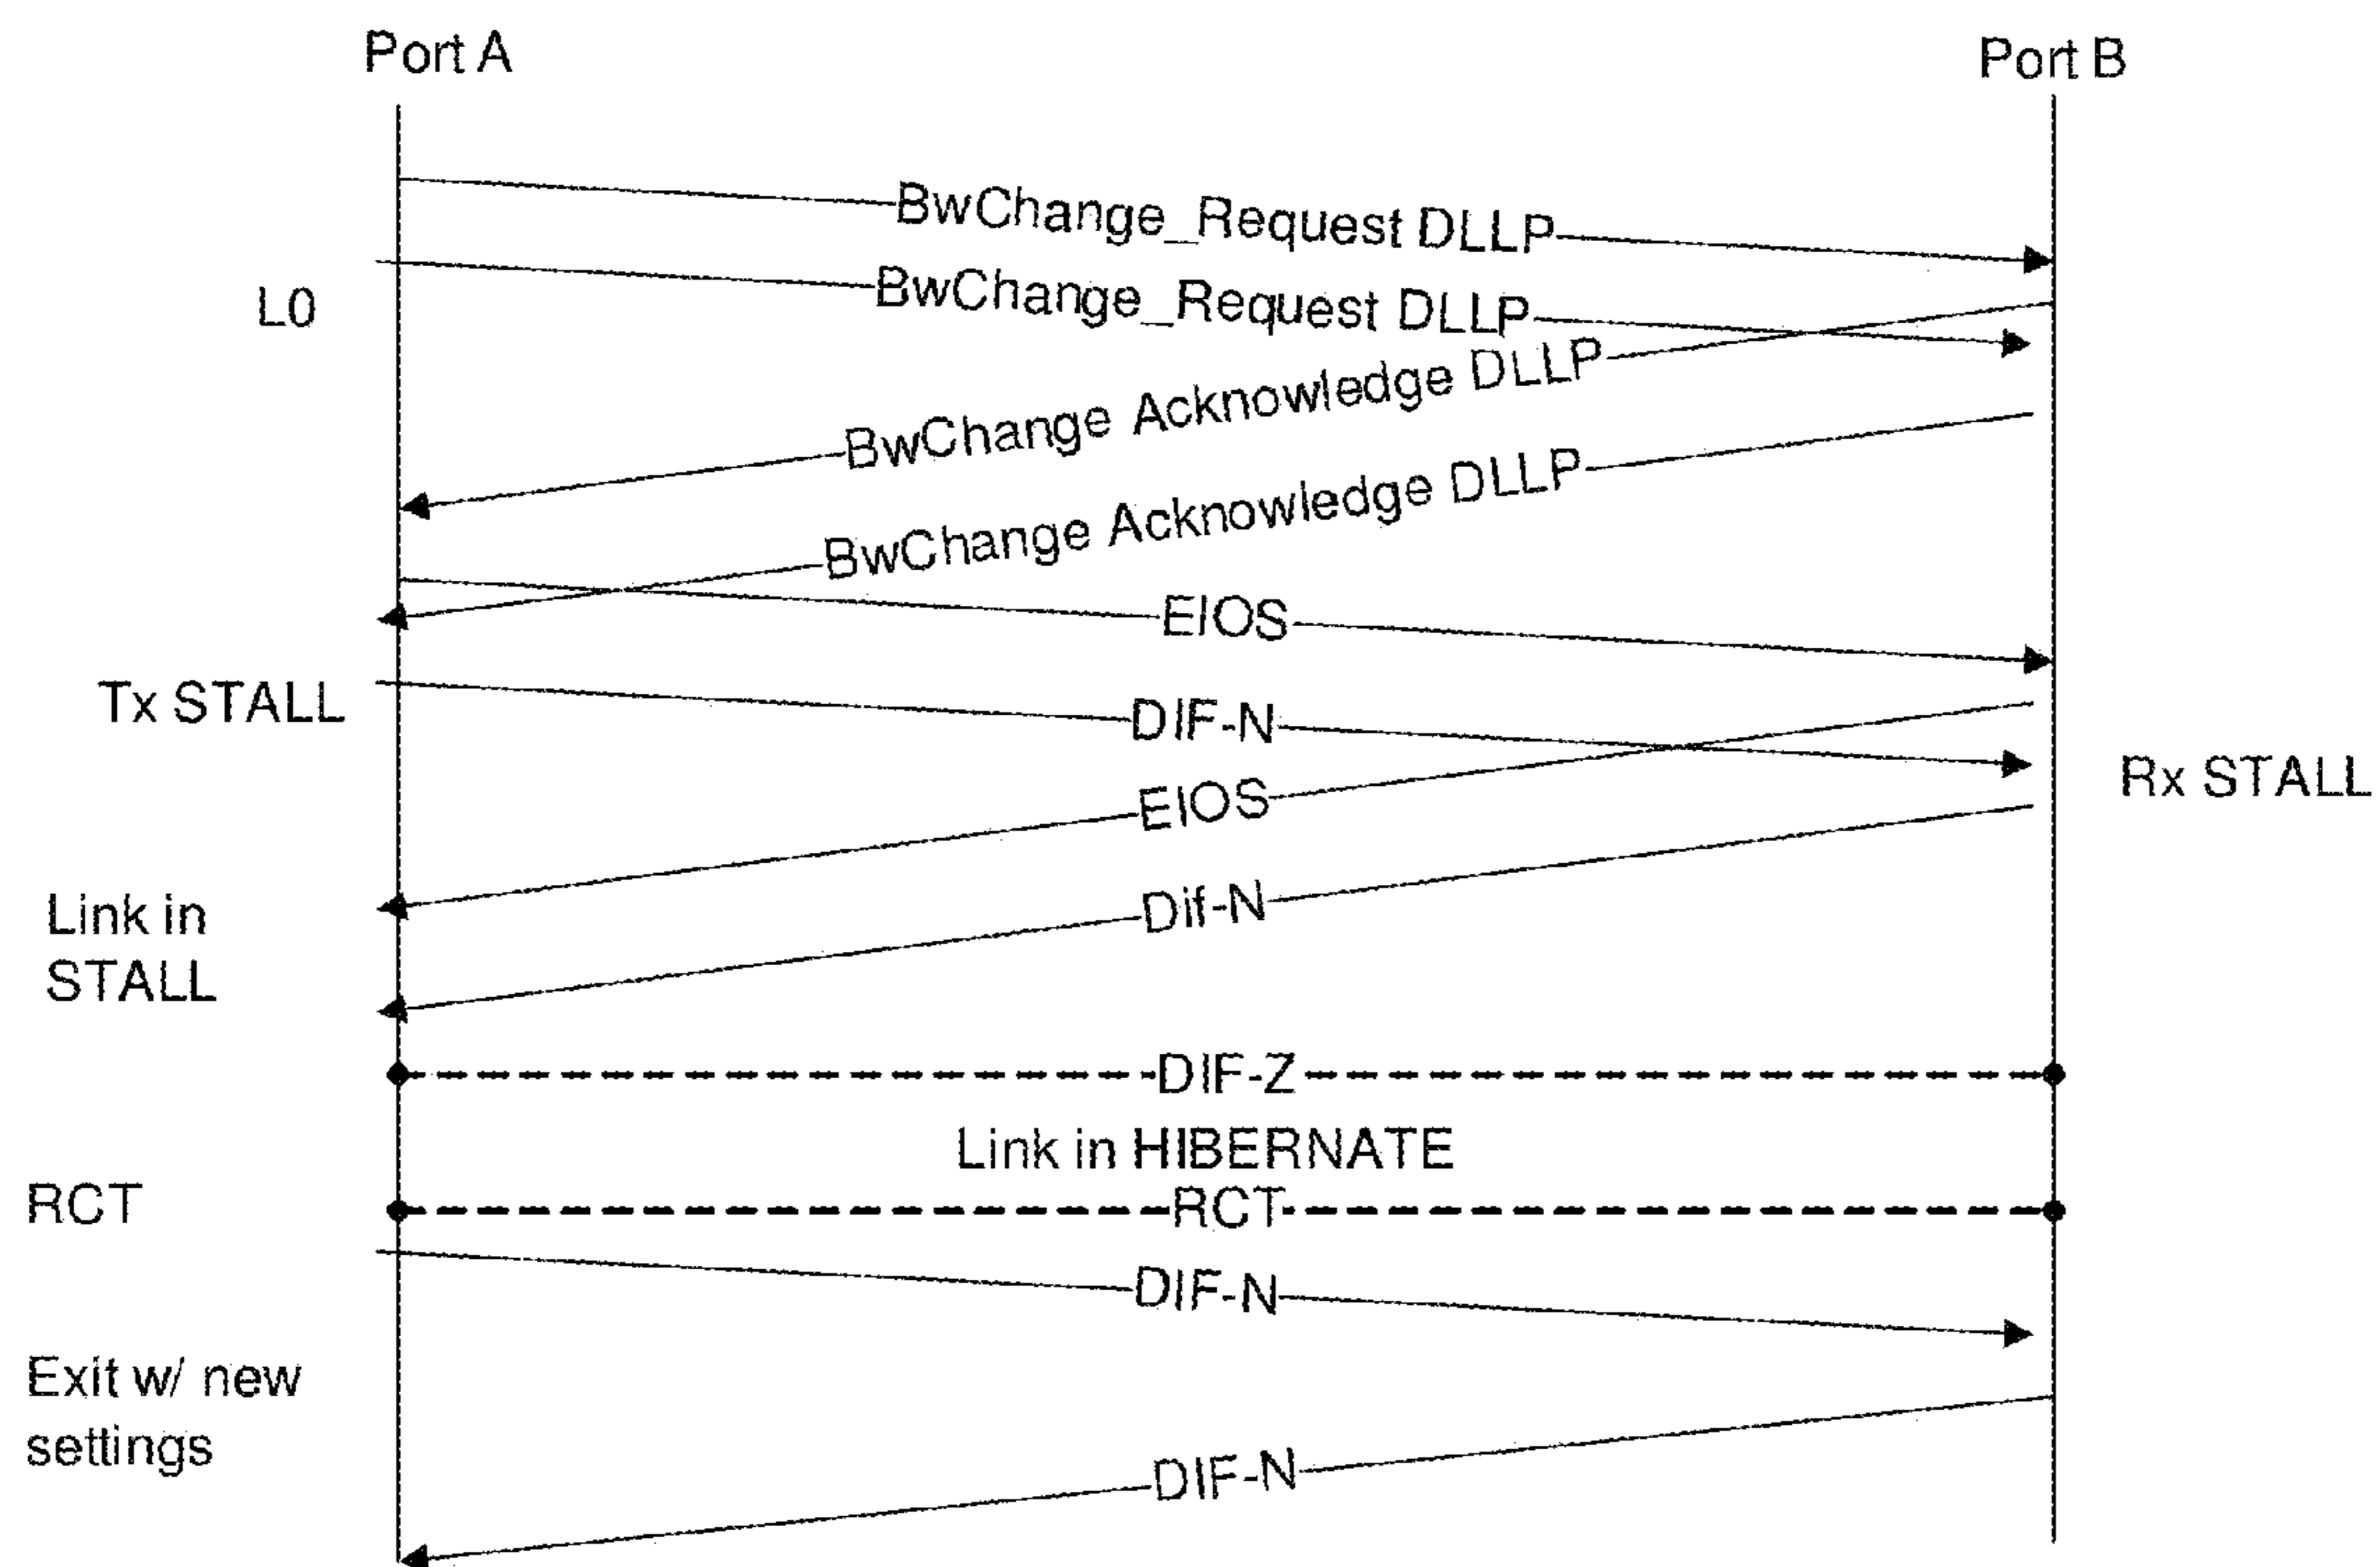 Port A
Port B
BwChange_Request DLLP
L0
BwChange_Request DLLP
BwChange Acknowledge DLLP
BwChange Acknowledge DLLP
EIOS
Tx STALL
DIF-N
Rx STALL
EIOS
Link in
STALL
Dif-N
DIF-Z
Link in HIBERNATE
RCT
RCT
DIF-N
Exit w/ new
settings
DIF-N